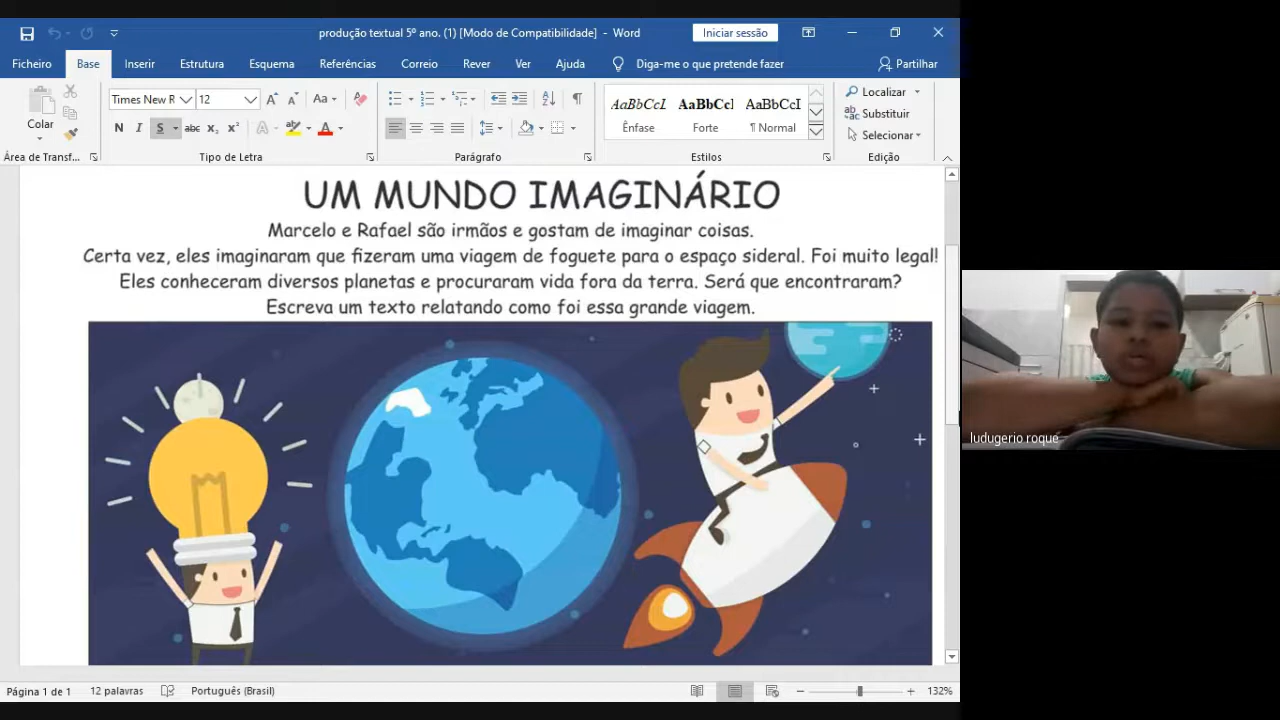 produção textual 5º ano. (1) [Modo de Compatibilidade] - Word
Iniciar sessão
Ficheiro Base Inserir Estrutura Esquema Referências Correio Rever Ver Ajuda Diga-me o que pretende fazer Partilhar
Colar
Times New R 12
Aa
N I S abc x₂ x² A A
AaBbCcL AaBbCcI AaBbCcI
Ênfase Forte ¶ Normal
Localizar
Substituir
Selecionar
Área de Transf... Tipo de Letra Parágrafo Estilos Edição
UM MUNDO IMAGINÁRIO
Marcelo e Rafael são irmãos e gostam de imaginar coisas.
Certa vez, eles imaginaram que fizeram uma viagem de foguete para o espaço sideral. Foi muito legal!
Eles conheceram diversos planetas e procuraram vida fora da terra. Será que encontraram?
Escreva um texto relatando como foi essa grande viagem.
ludugerio roque
Página 1 de 1 12 palavras Português (Brasil) 132%